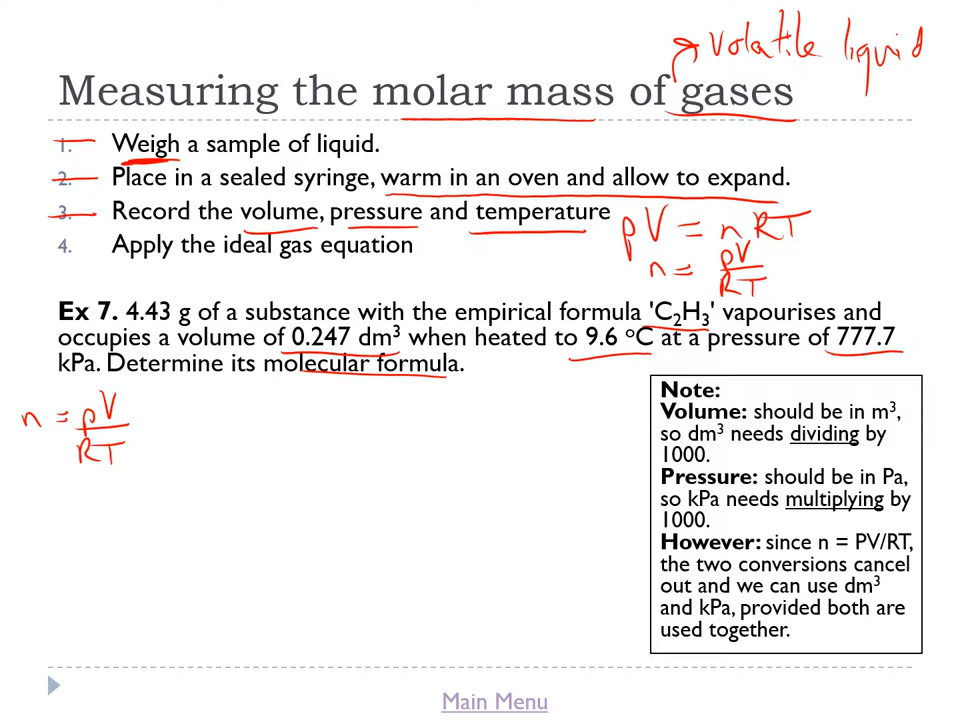 volatile liquid
Measuring the molar mass of gases
1. Weigh a sample of liquid.
2. Place in a sealed syringe, warm in an oven and allow to expand.
3. Record the volume, pressure and temperature
4. Apply the ideal gas equation
pV = nRT
n = pV/RT
Ex 7. 4.43 g of a substance with the empirical formula 'C₂H₃' vapourises and
occupies a volume of 0.247 dm³ when heated to 9.6 °C at a pressure of 777.7
kPa. Determine its molecular formula.
n = pV/RT
Note:
Volume: should be in m³,
so dm³ needs dividing by
1000.
Pressure: should be in Pa,
so kPa needs multiplying by
1000.
However: since n = PV/RT,
the two conversions cancel
out and we can use dm³
and kPa, provided both are
used together.
Main Menu